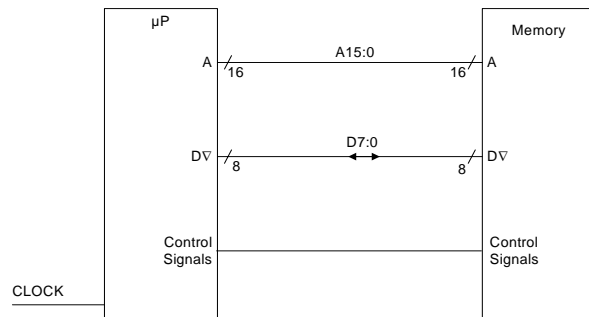 µP
Memory
A
A15:0
A
16
16
D∇
D7:0
D∇
8
8
Control
Signals
Control
Signals
CLOCK